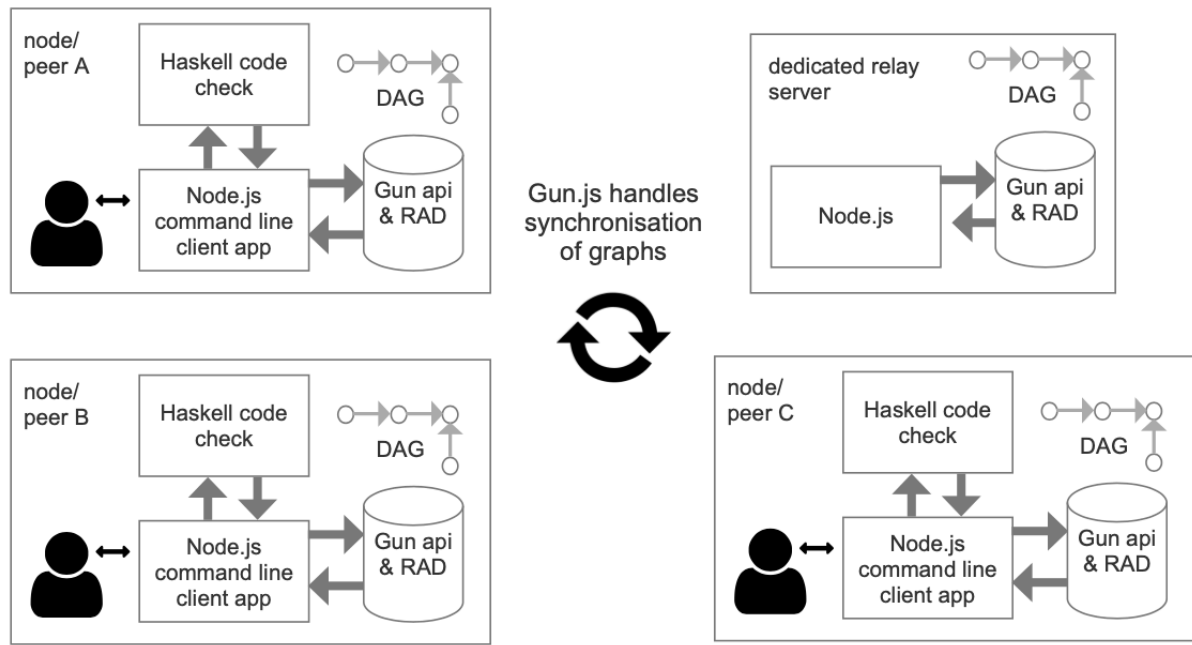 node/
peer A
Haskell code
check
DAG
Node.js
command line
client app
Gun api
& RAD
Gun.js handles
synchronisation
of graphs
dedicated relay
server
DAG
Node.js
Gun api
& RAD
node/
peer B
Haskell code
check
DAG
Node.js
command line
client app
Gun api
& RAD
node/
peer C
Haskell code
check
DAG
Node.js
command line
client app
Gun api
& RAD